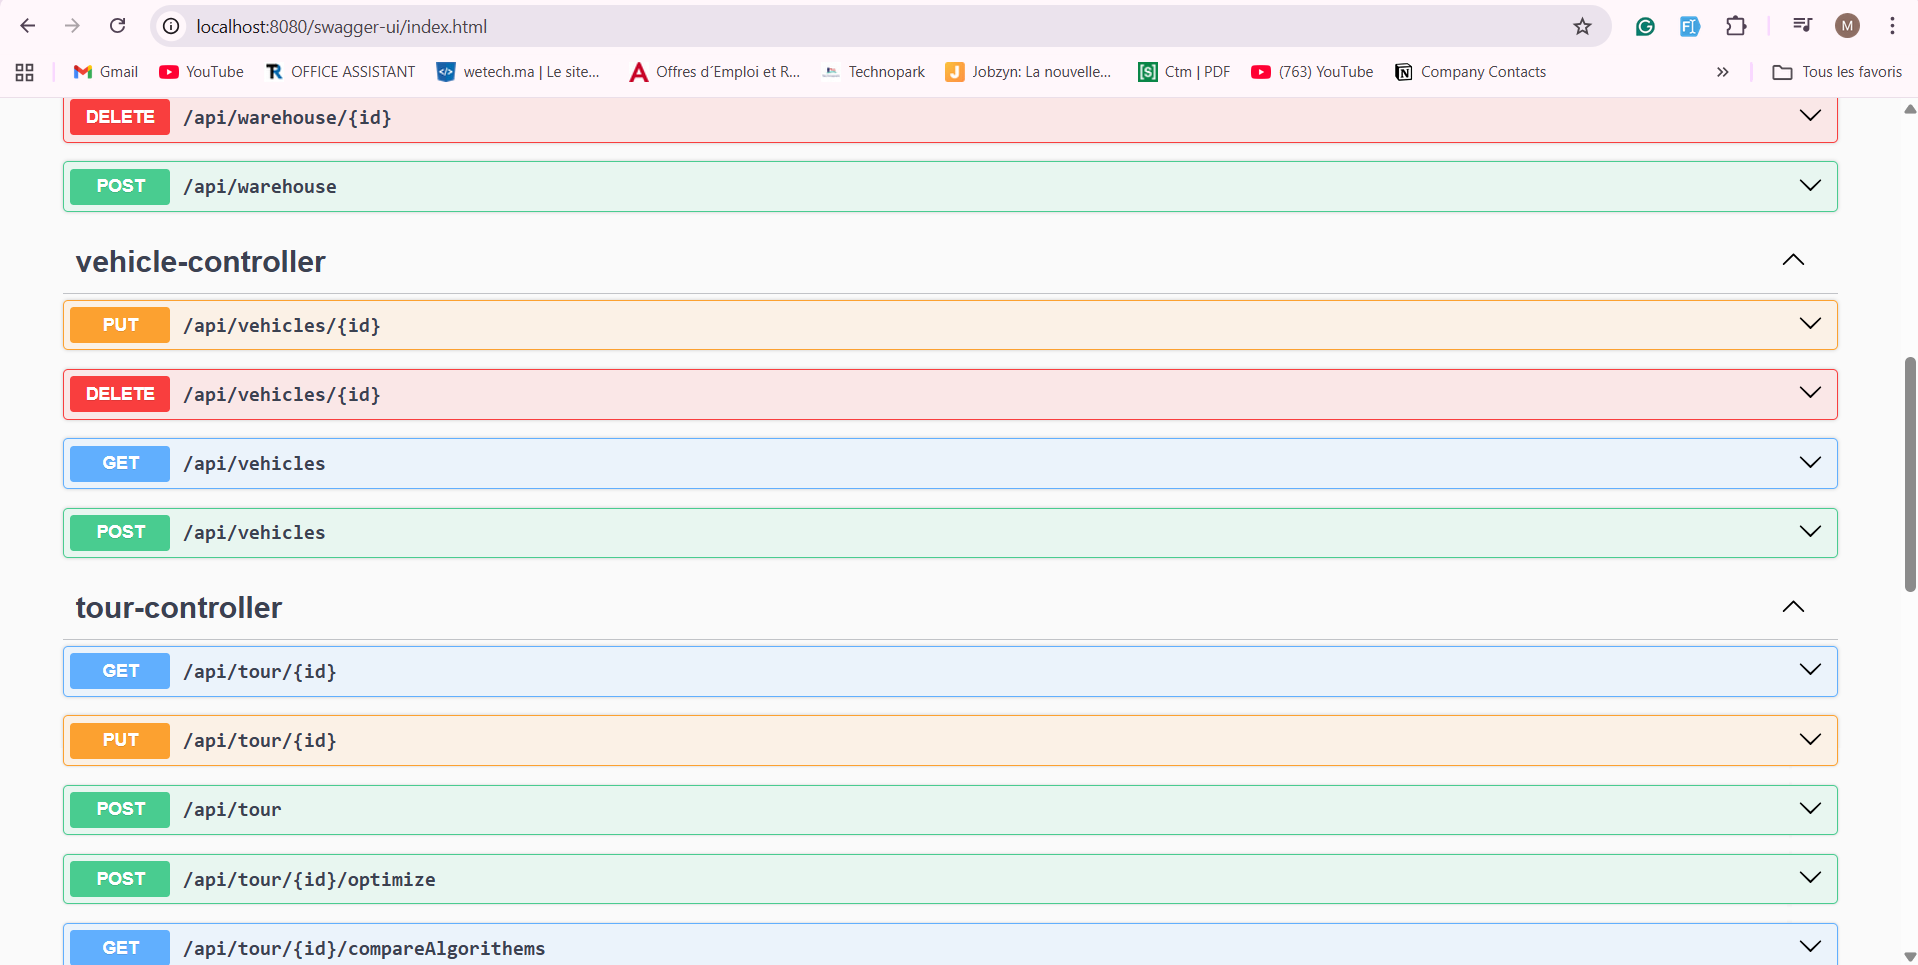 localhost:8080/swagger-ui/index.html
M
Gmail YouTube OFFICE ASSISTANT wetech.ma | Le site... Offres d´Emploi et R... Technopark Jobzyn: La nouvelle... Ctm | PDF (763) YouTube Company Contacts » Tous les favoris
DELETE /api/warehouse/{id}
POST /api/warehouse
vehicle-controller
PUT /api/vehicles/{id}
DELETE /api/vehicles/{id}
GET /api/vehicles
POST /api/vehicles
tour-controller
GET /api/tour/{id}
PUT /api/tour/{id}
POST /api/tour
POST /api/tour/{id}/optimize
GET /api/tour/{id}/compareAlgorithems